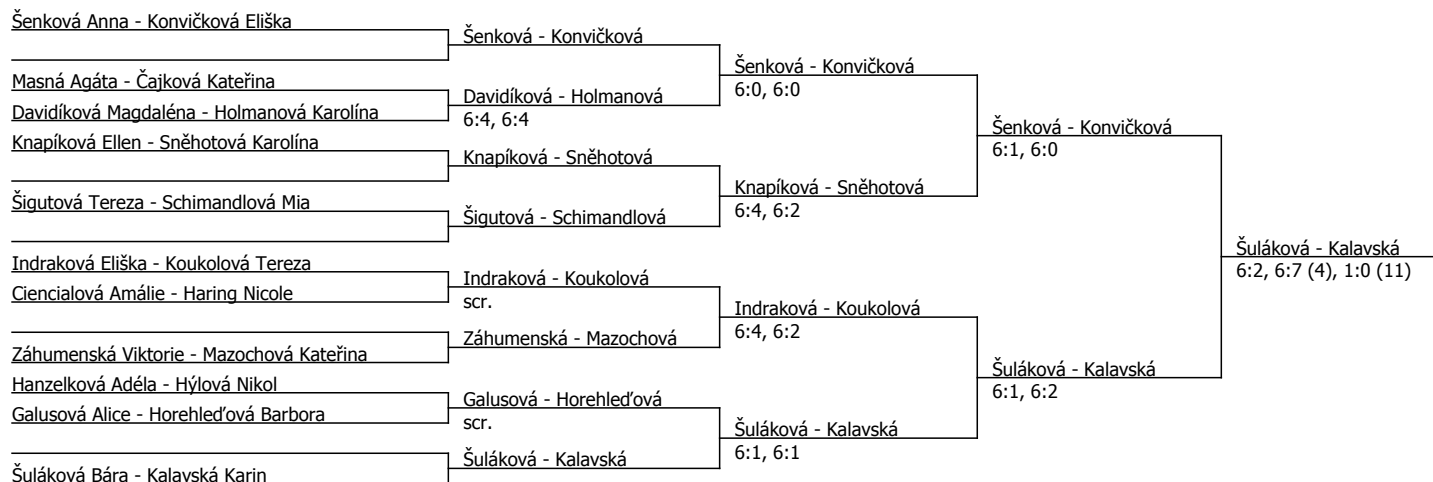 Šenková Anna - Konvičková Eliška
Masná Agáta - Čajková Kateřina
Davidíková Magdaléna - Holmanová Karolína
Knapíková Ellen - Sněhotová Karolína
Šigutová Tereza - Schimandlová Mia
Indraková Eliška - Koukolová Tereza
Ciencialová Amálie - Haring Nicole
Záhumenská Viktorie - Mazochová Kateřina
Hanzelková Adéla - Hýlová Nikol
Galusová Alice - Horehleďová Barbora
Šuláková Bára - Kalavská Karin
Šenková - Konvičková
Davidíková - Holmanová
6:4, 6:4
Knapíková - Sněhotová
Šigutová - Schimandlová
Indraková - Koukolová
scr.
Záhumenská - Mazochová
Galusová - Horehleďová
scr.
Šuláková - Kalavská
Šenková - Konvičková
6:0, 6:0
Knapíková - Sněhotová
6:4, 6:2
Indraková - Koukolová
6:4, 6:2
Šuláková - Kalavská
6:1, 6:1
Šenková - Konvičková
6:1, 6:0
Šuláková - Kalavská
6:1, 6:2
Šuláková - Kalavská
6:2, 6:7 (4), 1:0 (11)